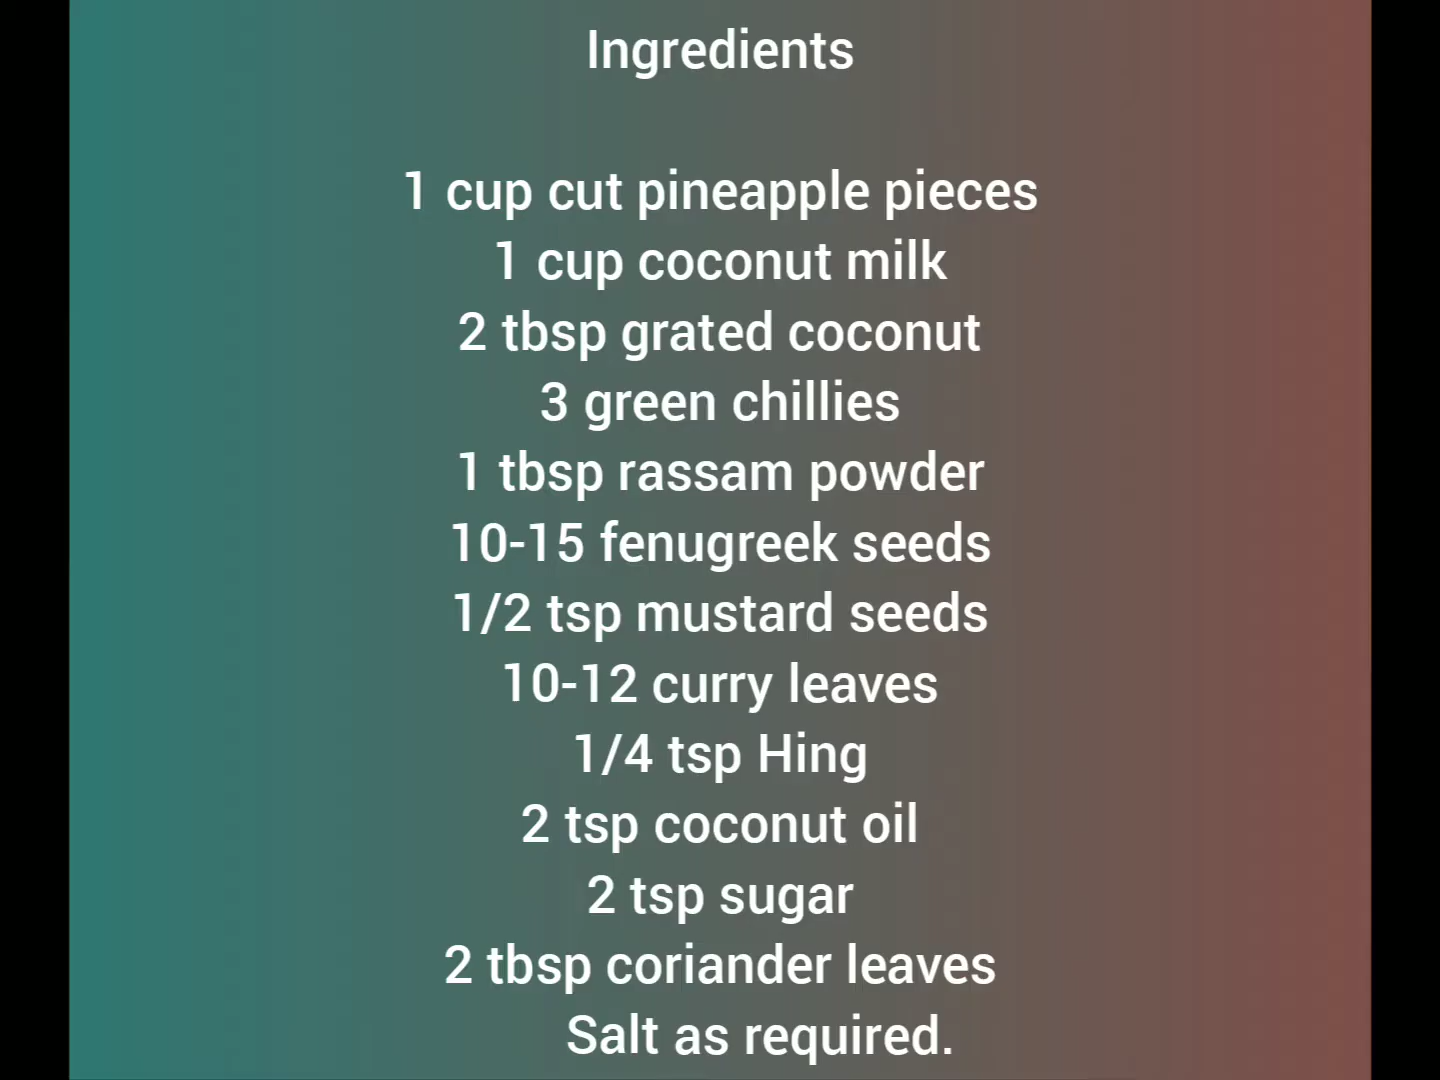 Ingredients
1 cup cut pineapple pieces
1 cup coconut milk
2 tbsp grated coconut
3 green chillies
1 tbsp rassam powder
10-15 fenugreek seeds
1/2 tsp mustard seeds
10-12 curry leaves
1/4 tsp Hing
2 tsp coconut oil
2 tsp sugar
2 tbsp coriander leaves
Salt as required.